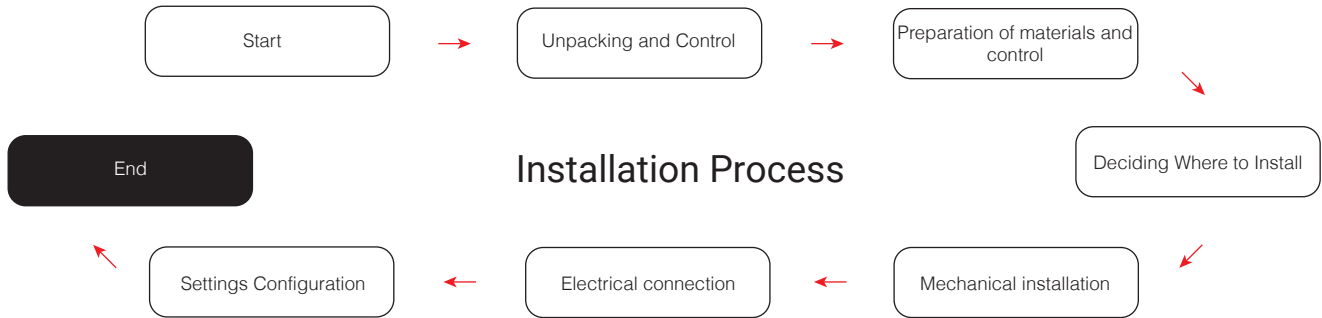 Start
Unpacking and Control
Preparation of materials and
control
Deciding Where to Install
Installation Process
End
Mechanical installation
Electrical connection
Settings Configuration